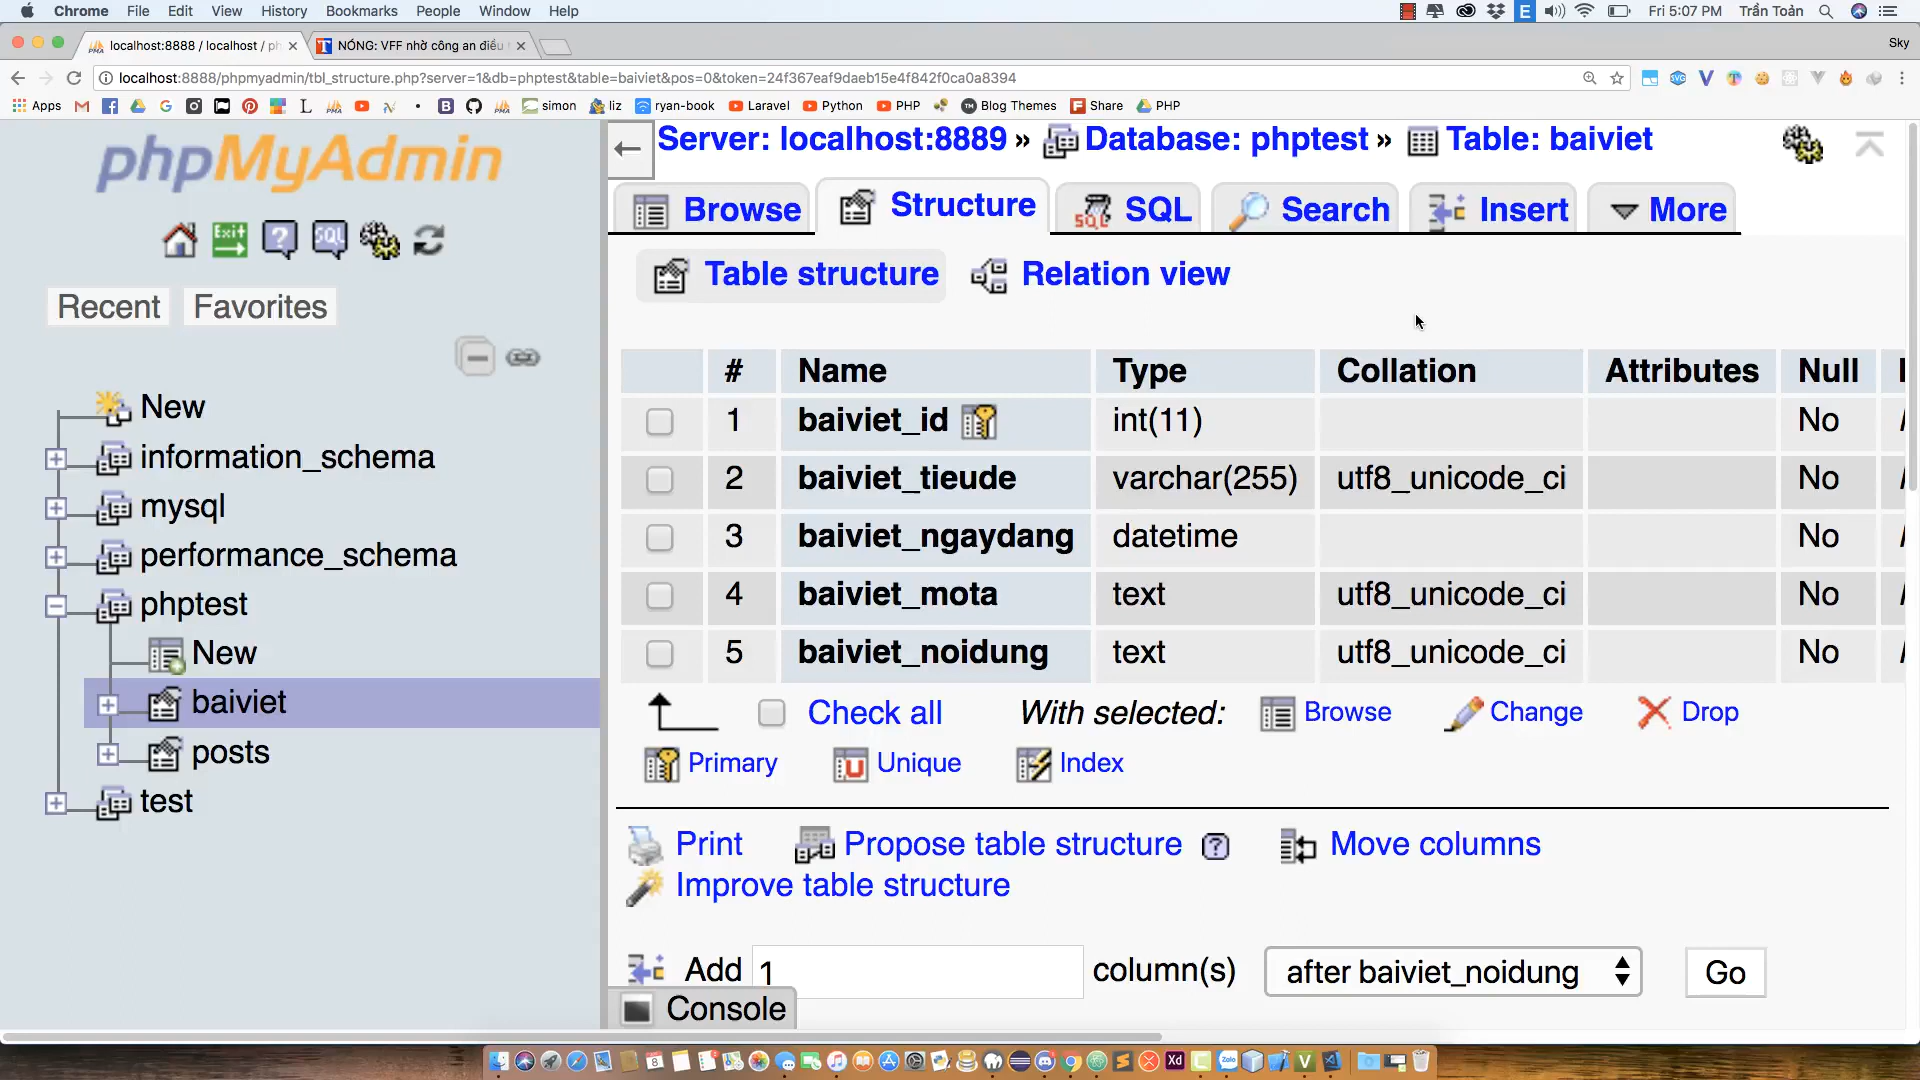 Chrome File Edit View History Bookmarks People Window Help Fri 5:07 PM Trần Toàn
localhost:8888 / localhost / ph NÓNG: VFF nhờ công an điều Sky
localhost:8888/phpmyadmin/tbl_structure.php?server=1&db=phptest&table=baiviet&pos=0&token=24f367eaf9daeb15e4f842f0ca0a8394
Apps simon liz ryan-book Laravel Python PHP Blog Themes Share PHP
phpMyAdmin
Exit SQL
Recent Favorites
New
information_schema
mysql
performance_schema
phptest
New
baiviet
posts
test
Server: localhost:8889 » Database: phptest » Table: baiviet
Browse Structure SQL Search Insert More
Table structure Relation view
# Name Type Collation Attributes Null
1 baiviet_id int(11) No
2 baiviet_tieude varchar(255) utf8_unicode_ci No
3 baiviet_ngaydang datetime No
4 baiviet_mota text utf8_unicode_ci No
5 baiviet_noidung text utf8_unicode_ci No
Check all With selected: Browse Change Drop
Primary Unique Index
Print Propose table structure Move columns
Improve table structure
Add 1 column(s) after baiviet_noidung Go
Console